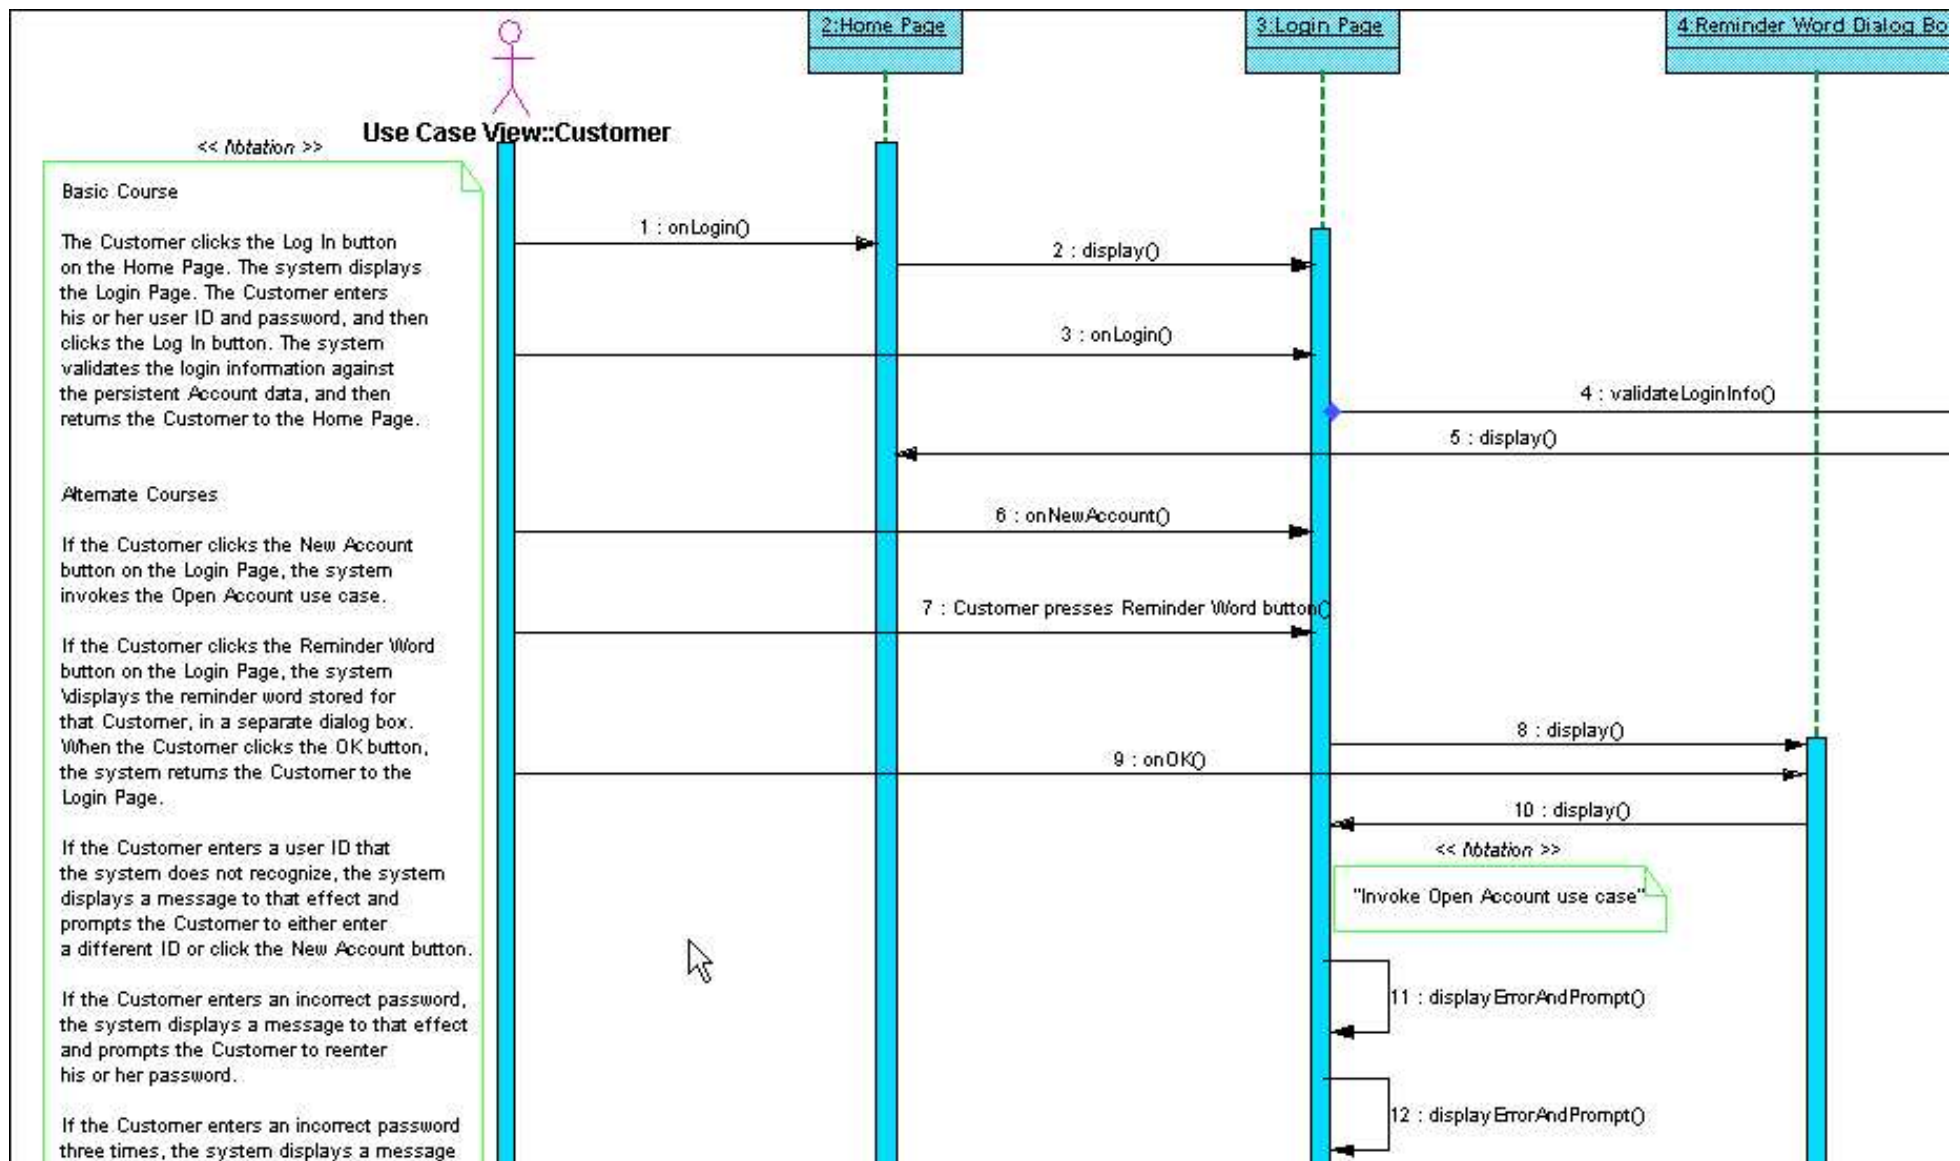 2:Home Page
3:Login Page
4:Reminder Word Dialog Bo
Use Case View::Customer
<< Notation >>
Basic Course
The Customer clicks the Log In button
on the Home Page. The system displays
the Login Page. The Customer enters
his or her user ID and password, and then
clicks the Log In button. The system
validates the login information against
the persistent Account data, and then
returns the Customer to the Home Page.
Alternate Courses
If the Customer clicks the New Account
button on the Login Page, the system
invokes the Open Account use case.
If the Customer clicks the Reminder Word
button on the Login Page, the system
\displays the reminder word stored for
that Customer, in a separate dialog box.
When the Customer clicks the OK button,
the system returns the Customer to the
Login Page.
If the Customer enters a user ID that
the system does not recognize, the system
displays a message to that effect and
prompts the Customer to either enter
a different ID or click the New Account button.
If the Customer enters an incorrect password,
the system displays a message to that effect
and prompts the Customer to reenter
his or her password.
If the Customer enters an incorrect password
three times, the system displays a message
1 : onLogin()
2 : display()
3 : onLogin()
4 : validateLoginInfo()
5 : display()
6 : onNewAccount()
7 : Customer presses Reminder Word button()
8 : display()
9 : onOK()
10 : display()
<< Notation >>
"Invoke Open Account use case"
11 : displayErrorAndPrompt()
12 : displayErrorAndPrompt()